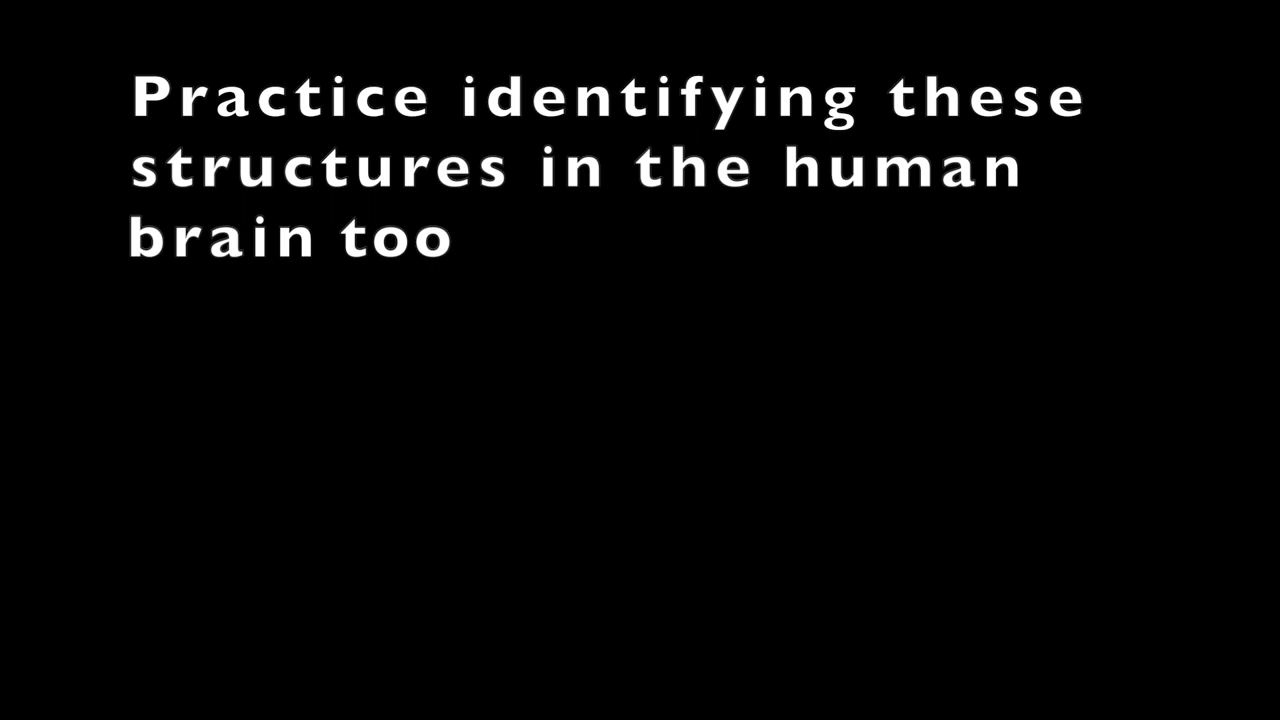 Practice identifying these
structures in the human
brain too